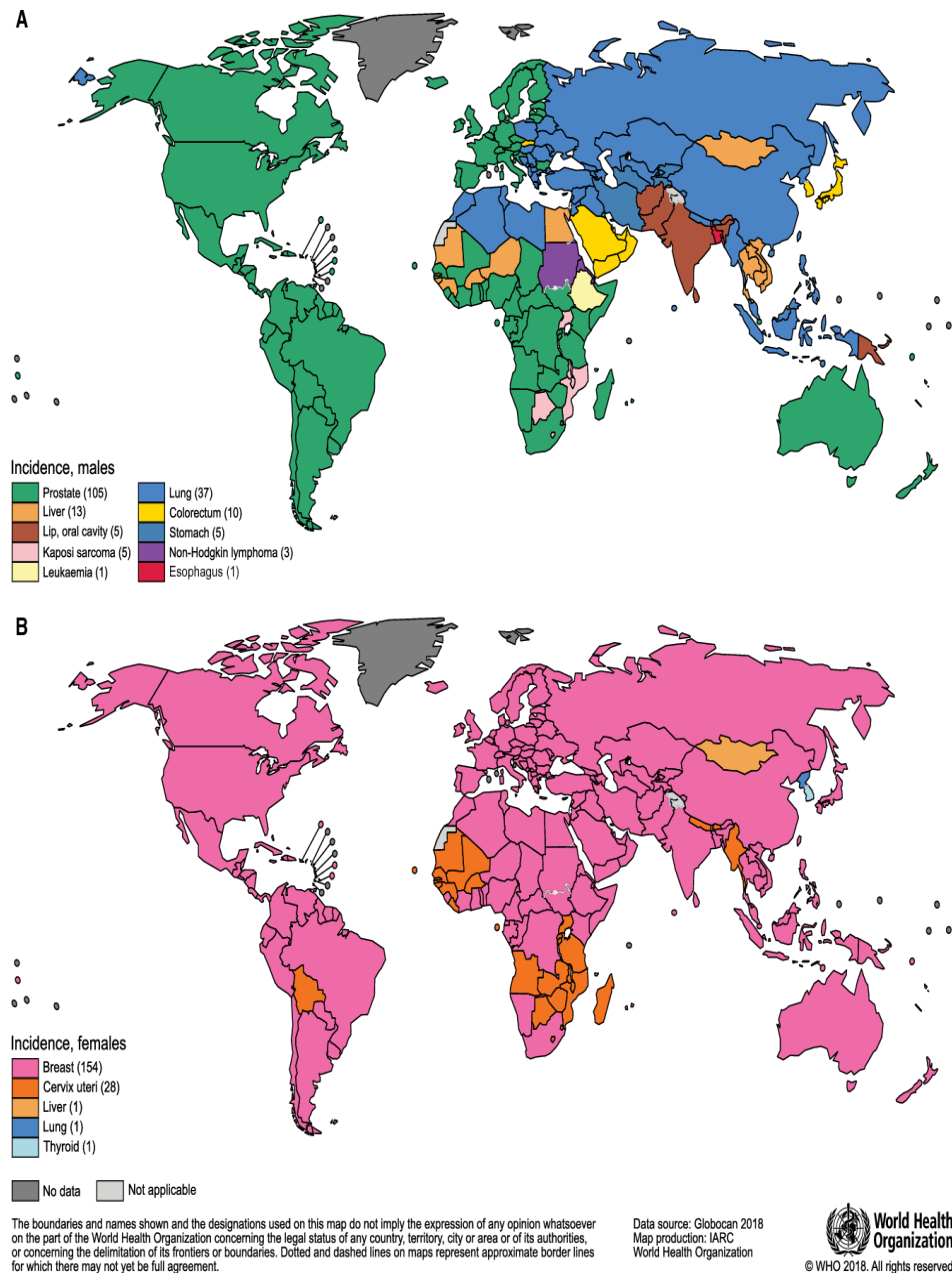 A
Incidence, males
Prostate (105)
Liver (13)
Lip, oral cavity (5)
Kaposi sarcoma (5)
Leukaemia (1)
Lung (37)
Colorectum (10)
Stomach (5)
Non-Hodgkin lymphoma (3)
Esophagus (1)
B
Incidence, females
Breast (154)
Cervix uteri (28)
Liver (1)
Lung (1)
Thyroid (1)
No data
Not applicable
The boundaries and names shown and the designations used on this map do not imply the expression of any opinion whatsoever
on the part of the World Health Organization concerning the legal status of any country, territory, city or area or of its authorities,
or concerning the delimitation of its frontiers or boundaries. Dotted and dashed lines on maps represent approximate border lines
for which there may not yet be full agreement.
Data source: Globocan 2018
Map production: IARC
World Health Organization
World Health
Organization
© WHO 2018. All rights reserved